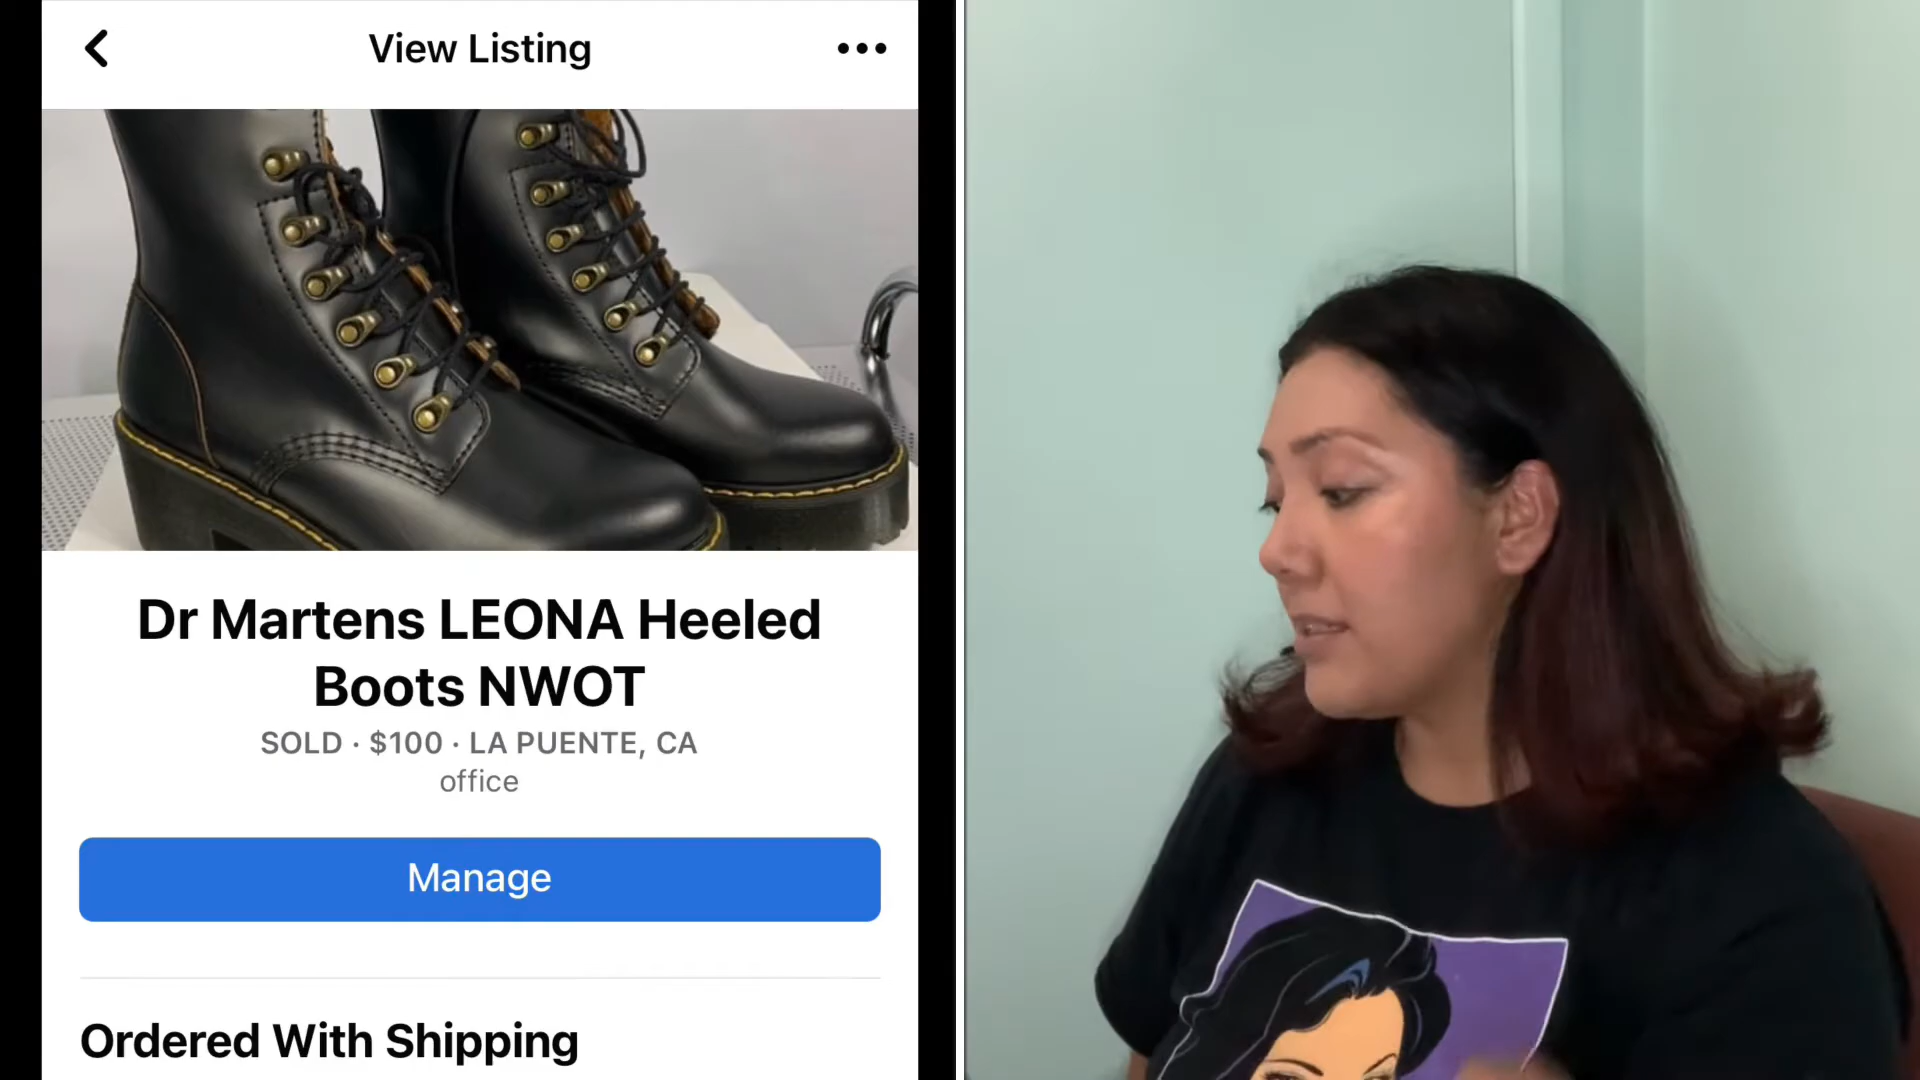 View Listing
Dr Martens LEONA Heeled
Boots NWOT
SOLD · $100 · LA PUENTE, CA
office
Manage
Ordered With Shipping